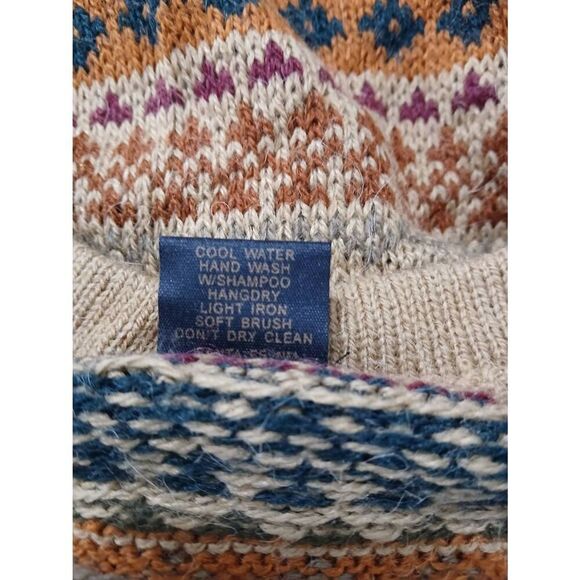 COOL WATER
HAND WASH
W/SHAMPOO
HANGDRY
LIGHT IRON
SOFT BRUSH
DON'T DRY CLEAN